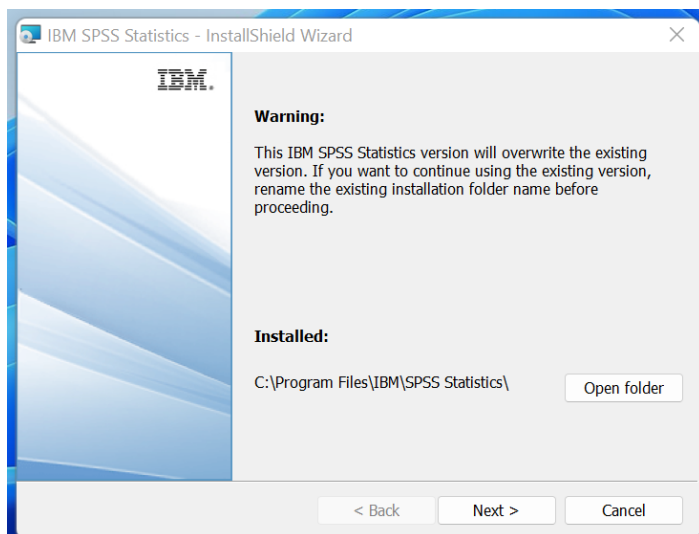 IBM SPSS Statistics - InstallShield Wizard
IBM.
Warning:
This IBM SPSS Statistics version will overwrite the existing
version. If you want to continue using the existing version,
rename the existing installation folder name before
proceeding.
Installed:
C:\Program Files\IBM\SPSS Statistics\
Open folder
< Back
Next >
Cancel